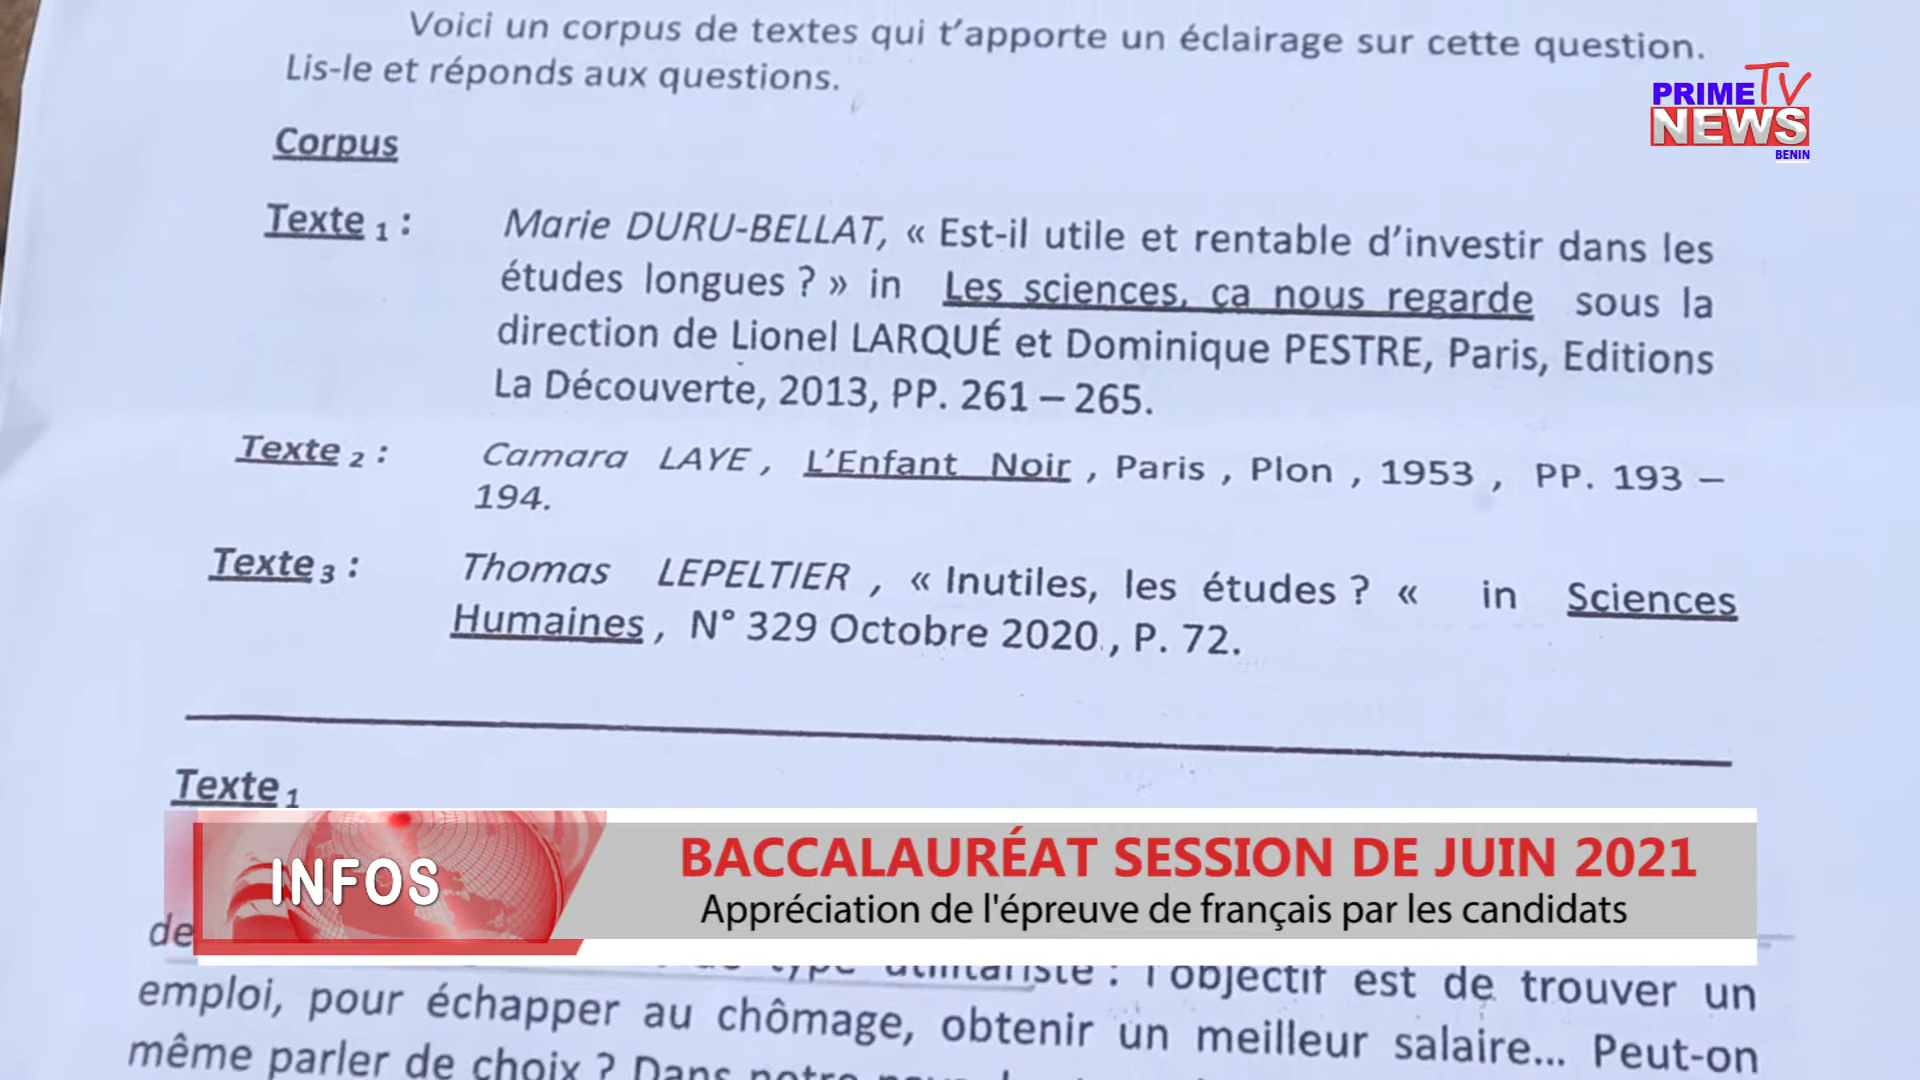 Voici un corpus de textes qui t'apporte un éclairage sur cette question.
Lis-le et réponds aux questions.
PRIME TV
NEWS
BENIN
Corpus
Texte 1 : Marie DURU-BELLAT, « Est-il utile et rentable d'investir dans les
études longues ? » in Les sciences, ça nous regarde sous la
direction de Lionel LARQUÉ et Dominique PESTRE, Paris, Editions
La Découverte, 2013, PP. 261 – 265.
Texte 2 : Camara LAYE , L'Enfant Noir , Paris , Plon , 1953 , PP. 193 –
194.
Texte 3 : Thomas LEPELTIER , « Inutiles, les études ? « in Sciences
Humaines , N° 329 Octobre 2020 , P. 72.
Texte 1
INFOS
BACCALAURÉAT SESSION DE JUIN 2021
Appréciation de l'épreuve de français par les candidats
de type utilitariste : l'objectif est de trouver un
emploi, pour échapper au chômage, obtenir un meilleur salaire... Peut-on
même parler de choix ? Dans notre